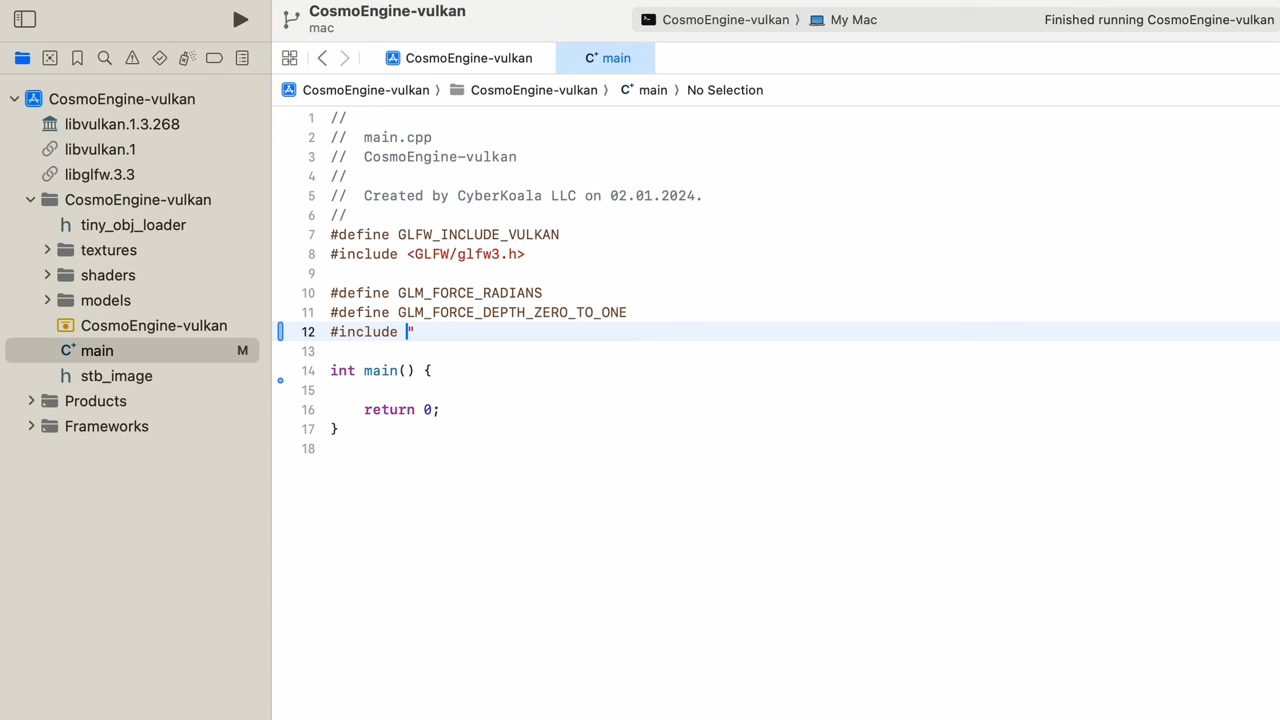 CosmoEngine-vulkan
mac
CosmoEngine-vulkan 〉 My Mac
Finished running CosmoEngine-vulkan
CosmoEngine-vulkan
C+ main
CosmoEngine-vulkan 〉 CosmoEngine-vulkan 〉 C+ main 〉 No Selection
CosmoEngine-vulkan
libvulkan.1.3.268
libvulkan.1
libglfw.3.3
CosmoEngine-vulkan
h tiny_obj_loader
textures
shaders
models
CosmoEngine-vulkan
C+ main M
h stb_image
Products
Frameworks
1 //
2 //  main.cpp
3 //  CosmoEngine-vulkan
4 //
5 //  Created by CyberKoala LLC on 02.01.2024.
6 //
7 #define GLFW_INCLUDE_VULKAN
8 #include <GLFW/glfw3.h>
9
10 #define GLM_FORCE_RADIANS
11 #define GLM_FORCE_DEPTH_ZERO_TO_ONE
12 #include "
13
14 int main() {
15
16     return 0;
17 }
18